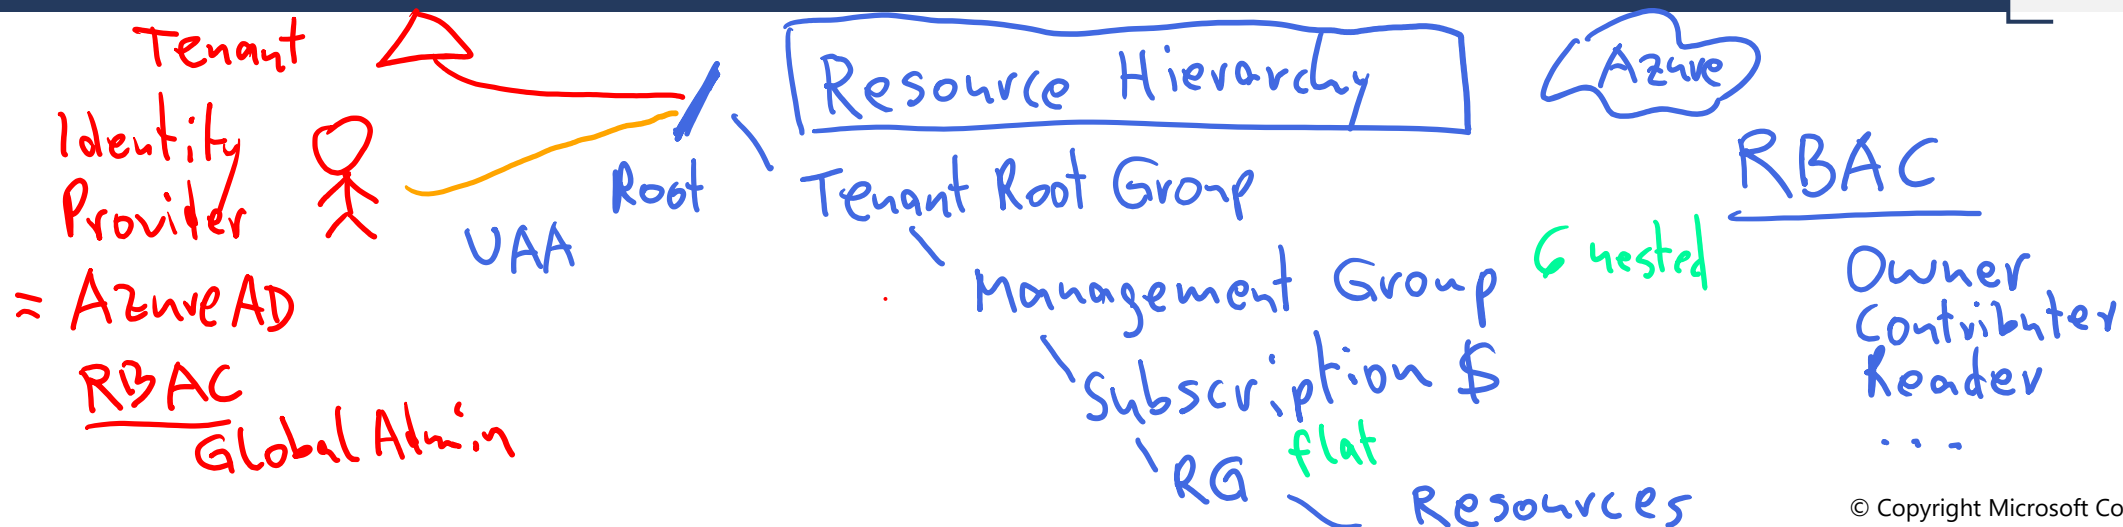 Tenant
Identity
Provider
= Azure AD
RBAC
Global Admin
UAA
Root
Resource Hierarchy
Tenant Root Group
Management Group
6 nested
Subscription $
flat
RG
Resources
Azure
RBAC
Owner
Contributer
Reader
...
© Copyright Microsoft Co